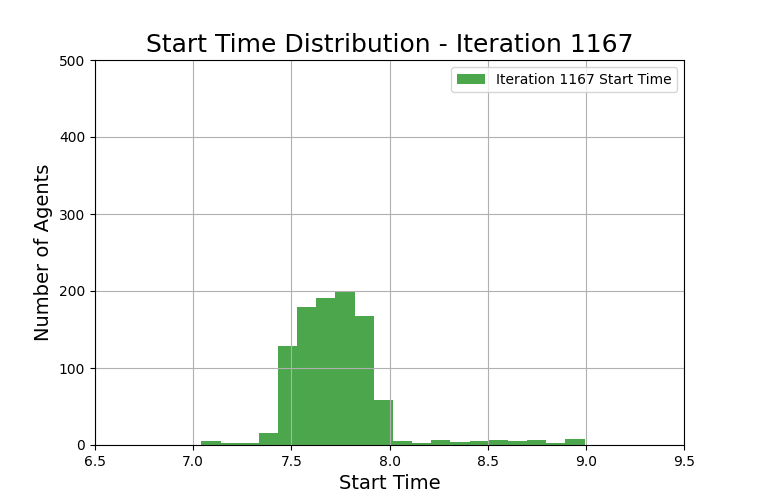 Start Time Distribution - Iteration 1167
Iteration 1167 Start Time
Number of Agents
500
400
300
200
100
0
6.5 7.0 7.5 8.0 8.5 9.0 9.5
Start Time